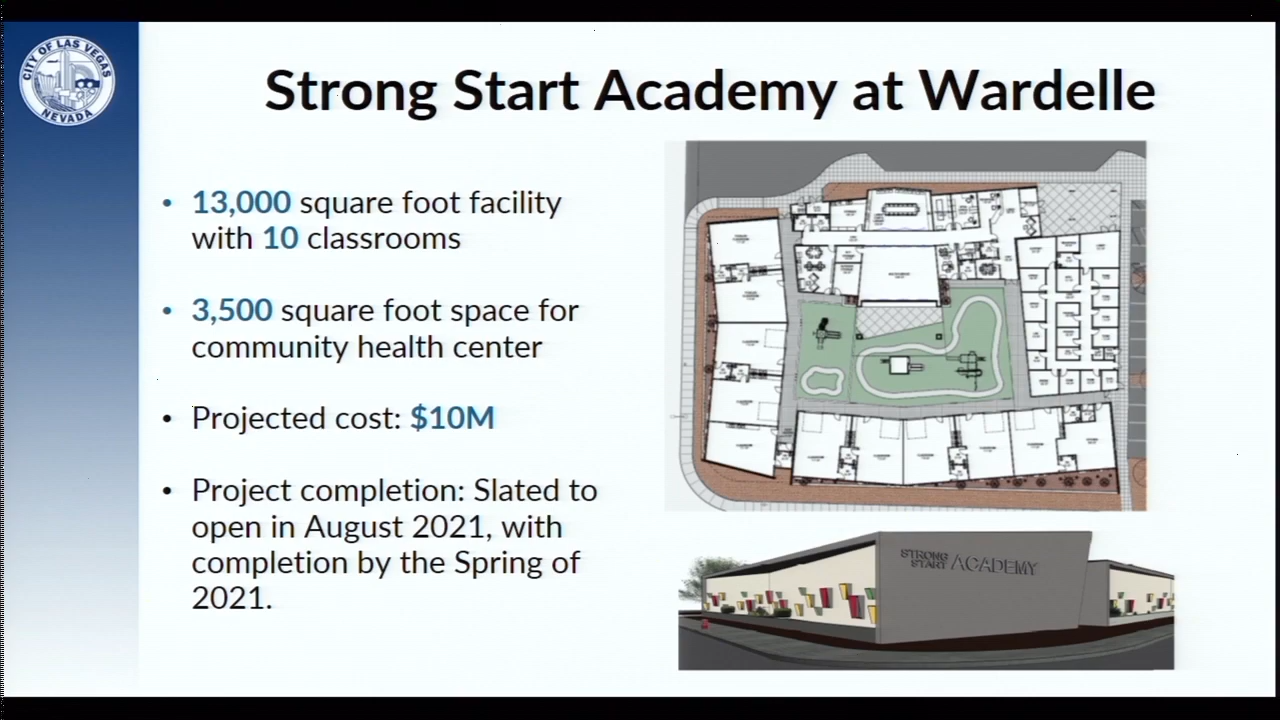 CITY OF LAS VEGAS
NEVADA
Strong Start Academy at Wardelle
• 13,000 square foot facility
with 10 classrooms
• 3,500 square foot space for
community health center
• Projected cost: $10M
• Project completion: Slated to
open in August 2021, with
completion by the Spring of
2021.
STRONG
START ACADEMY